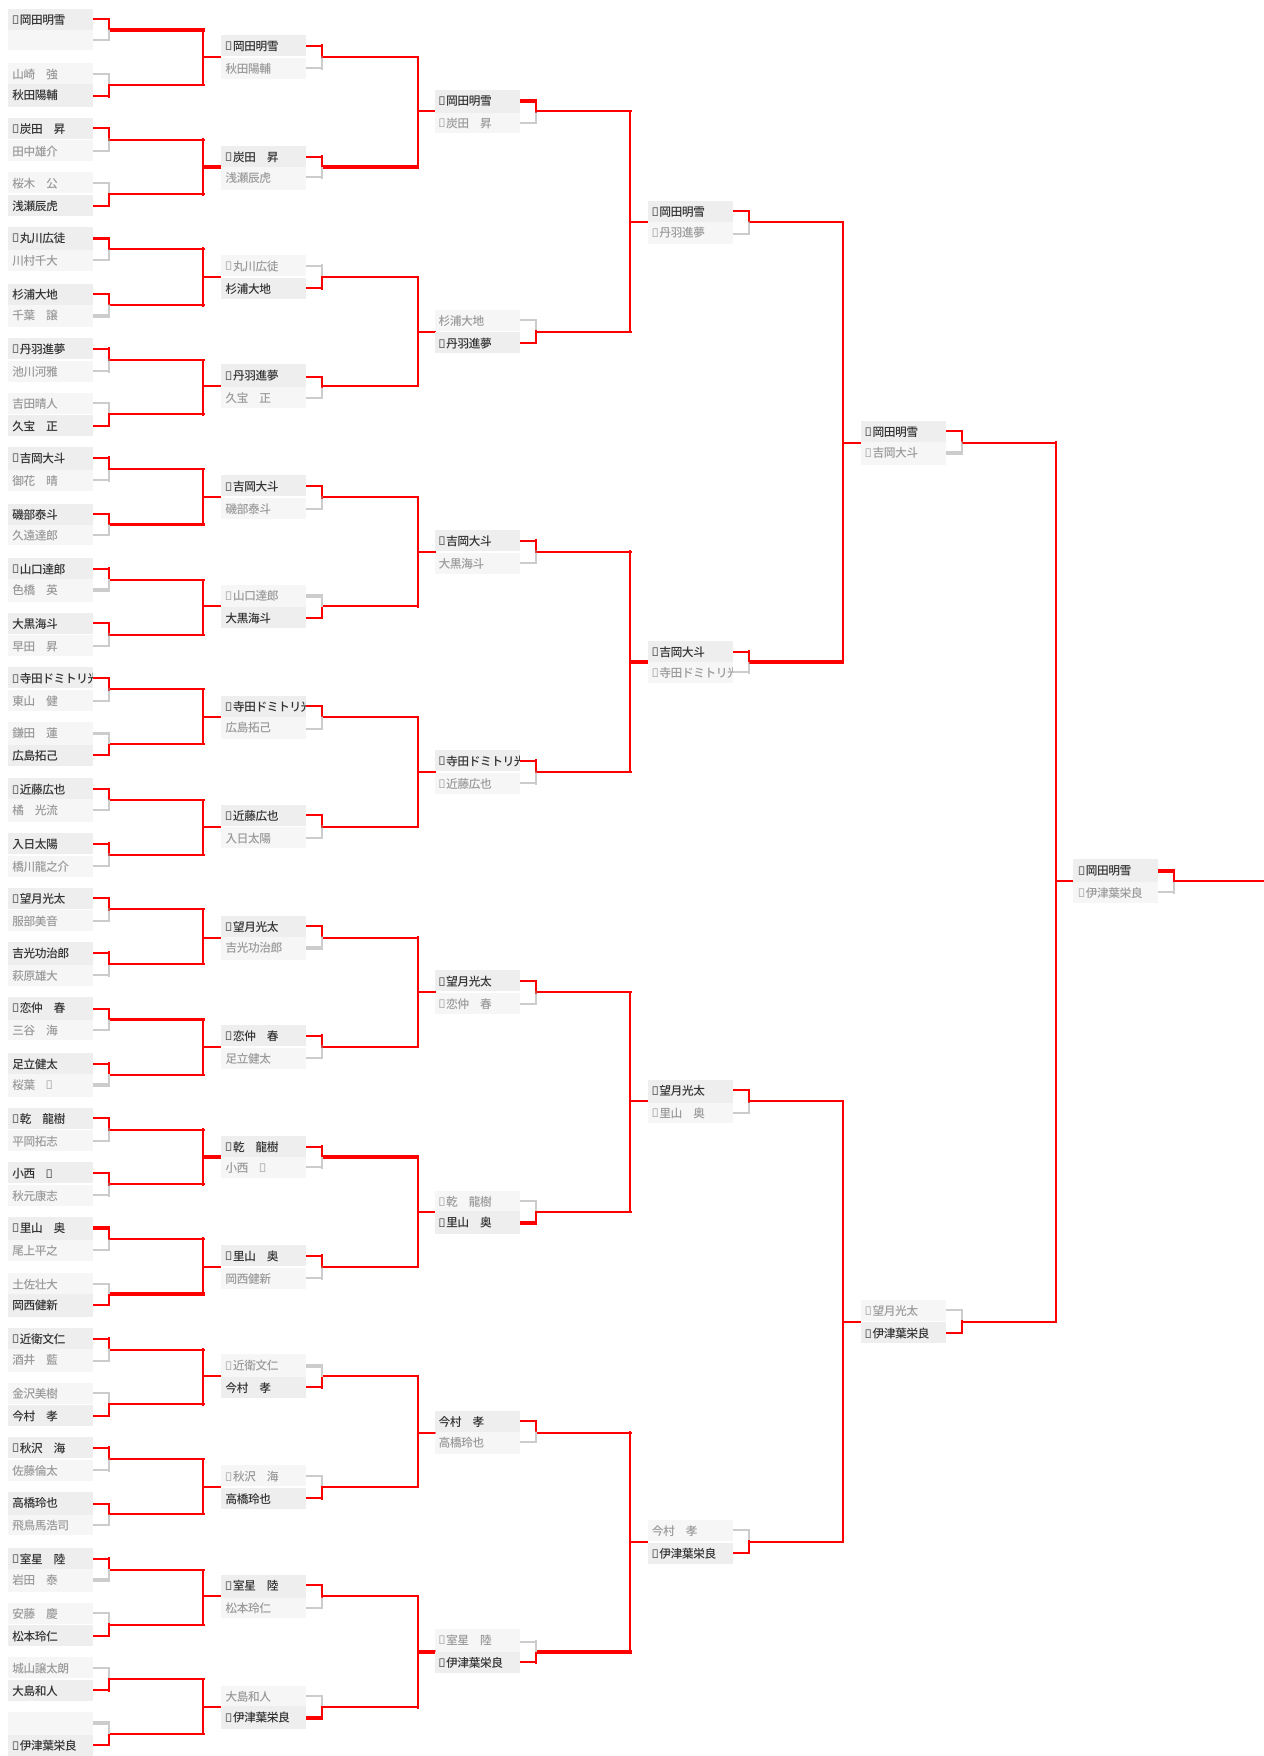 岡田明雪
山崎　強
秋田陽輔
炭田　昇
田中雄介
桜木　公
浅瀬辰虎
丸川広徒
川村千大
杉浦大地
千葉　譲
丹羽進夢
池川河雅
吉田晴人
久宝　正
吉岡大斗
御花　晴
磯部泰斗
久遠達郎
山口達郎
色橋　英
大黒海斗
早田　昇
寺田ドミトリ光
東山　健
鎌田　蓮
広島拓己
近藤広也
橘　光流
入日太陽
橋川龍之介
望月光太
服部美音
吉光功治郎
萩原雄大
恋仲　春
三谷　海
足立健太
桜葉
乾　龍樹
平岡拓志
小西
秋元康志
里山　奥
尾上平之
土佐壮大
岡西健新
近衛文仁
酒井　藍
金沢美樹
今村　孝
秋沢　海
佐藤倫太
高橋玲也
飛鳥馬浩司
室星　陸
岩田　泰
安藤　慶
松本玲仁
城山譲太朗
大島和人
伊津葉栄良
岡田明雪
秋田陽輔
炭田　昇
浅瀬辰虎
丸川広徒
杉浦大地
丹羽進夢
久宝　正
吉岡大斗
磯部泰斗
山口達郎
大黒海斗
寺田ドミトリ光
広島拓己
近藤広也
入日太陽
望月光太
吉光功治郎
恋仲　春
足立健太
乾　龍樹
小西
里山　奥
岡西健新
近衛文仁
今村　孝
秋沢　海
高橋玲也
室星　陸
松本玲仁
大島和人
伊津葉栄良
岡田明雪
炭田　昇
杉浦大地
丹羽進夢
吉岡大斗
大黒海斗
寺田ドミトリ光
近藤広也
望月光太
恋仲　春
乾　龍樹
里山　奥
今村　孝
高橋玲也
室星　陸
伊津葉栄良
岡田明雪
丹羽進夢
吉岡大斗
寺田ドミトリ光
望月光太
里山　奥
今村　孝
伊津葉栄良
岡田明雪
吉岡大斗
望月光太
伊津葉栄良
岡田明雪
伊津葉栄良